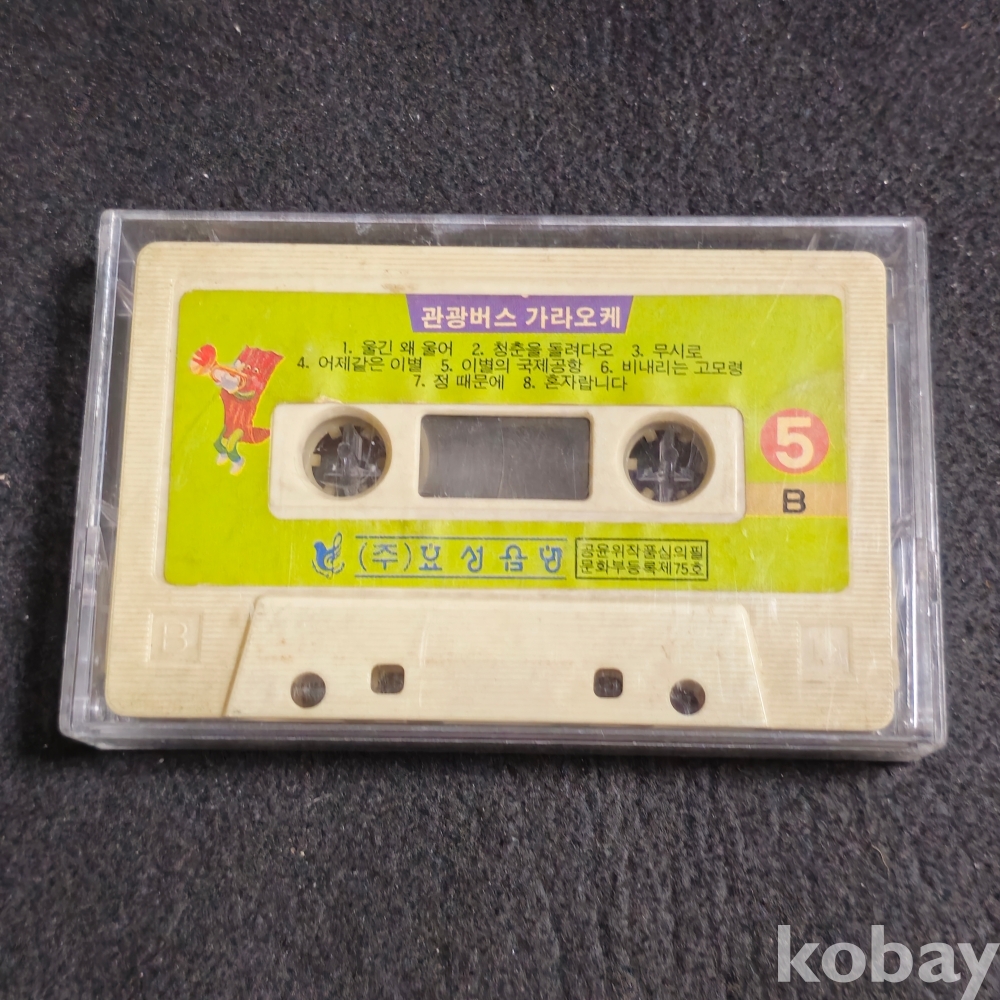 관광버스 가라오케
1. 울긴 왜 울어 2. 청춘을 돌려다오 3. 무시로
4. 어제같은 이별 5. 이별의 국제공항 6. 비내리는 고모령
7. 정 때문에 8. 혼자랍니다
5
B
(주)효성음반
공윤위작품심의필
문화부등록제75호
B
kobay